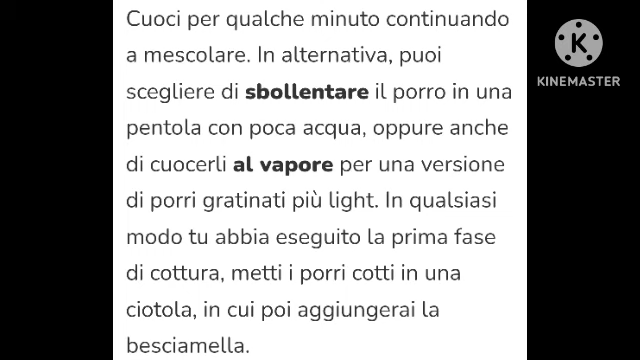 Cuoci per qualche minuto continuando
a mescolare. In alternativa, puoi
scegliere di sbollentare il porro in una
pentola con poca acqua, oppure anche
di cuocerli al vapore per una versione
di porri gratinati più light. In qualsiasi
modo tu abbia eseguito la prima fase
di cottura, metti i porri cotti in una
ciotola, in cui poi aggiungerai la
besciamella.
K
KINEMASTER